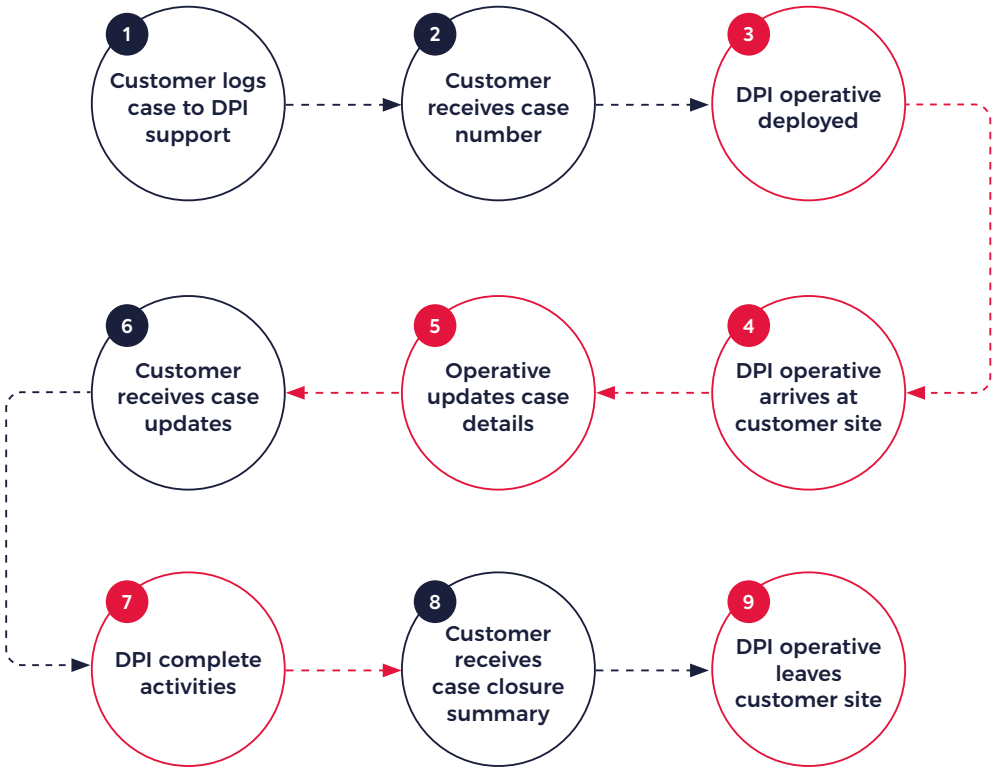 1
Customer logs
case to DPI
support
2
Customer
receives case
number
3
DPI operative
deployed
4
DPI operative
arrives at
customer site
5
Operative
updates case
details
6
Customer
receives case
updates
7
DPI complete
activities
8
Customer
receives
case closure
summary
9
DPI operative
leaves
customer site